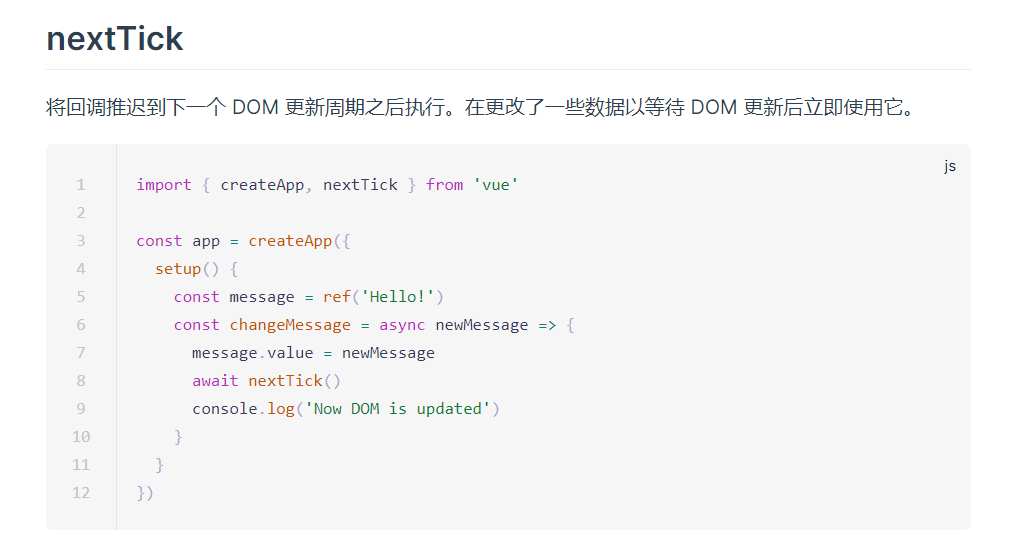 nextTick
将回调推迟到下一个 DOM 更新周期之后执行。在更改了一些数据以等待 DOM 更新后立即使用它。
js
1 import { createApp, nextTick } from 'vue'
2
3 const app = createApp({
4   setup() {
5     const message = ref('Hello!')
6     const changeMessage = async newMessage => {
7       message.value = newMessage
8       await nextTick()
9       console.log('Now DOM is updated')
10     }
11   }
12 })